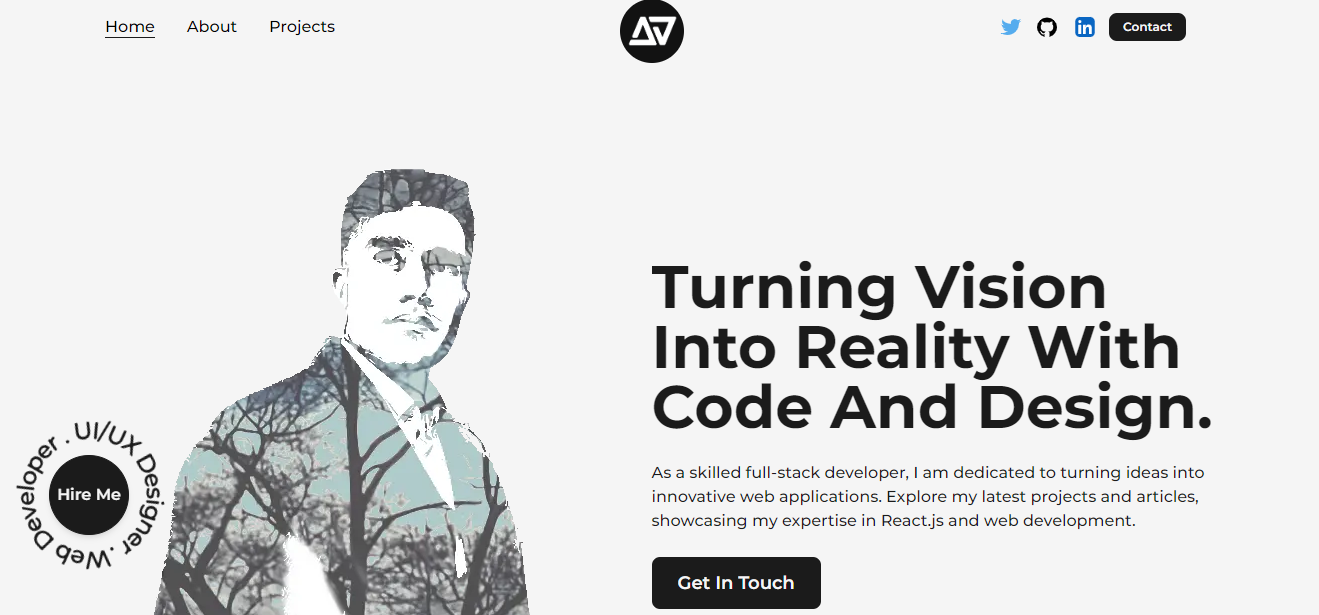 Home About Projects
Contact
Turning Vision
Into Reality With
Code And Design.
As a skilled full-stack developer, I am dedicated to turning ideas into
innovative web applications. Explore my latest projects and articles,
showcasing my expertise in React.js and web development.
Get In Touch
Web Developer . UI/UX Designer .
Hire Me
in